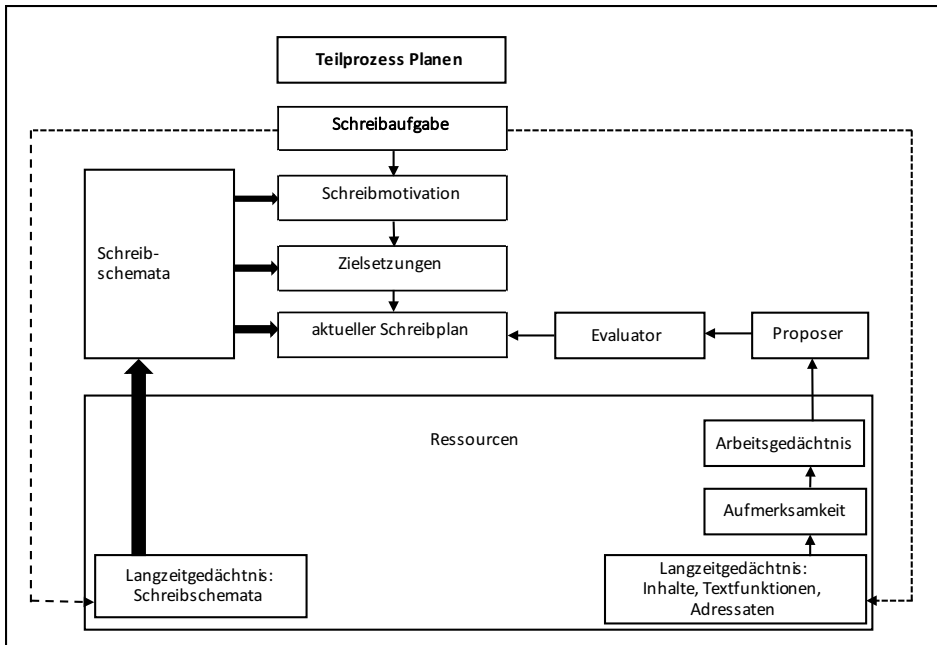 Teilprozess Planen
Schreibaufgabe
Schreibmotivation
Schreib-
schemata
Zielsetzungen
aktueller Schreibplan
Evaluator
Proposer
Ressourcen
Arbeitsgedächtnis
Aufmerksamkeit
Langzeitgedächtnis:
Schreibschemata
Langzeitgedächtnis:
Inhalte, Textfunktionen,
Adressaten